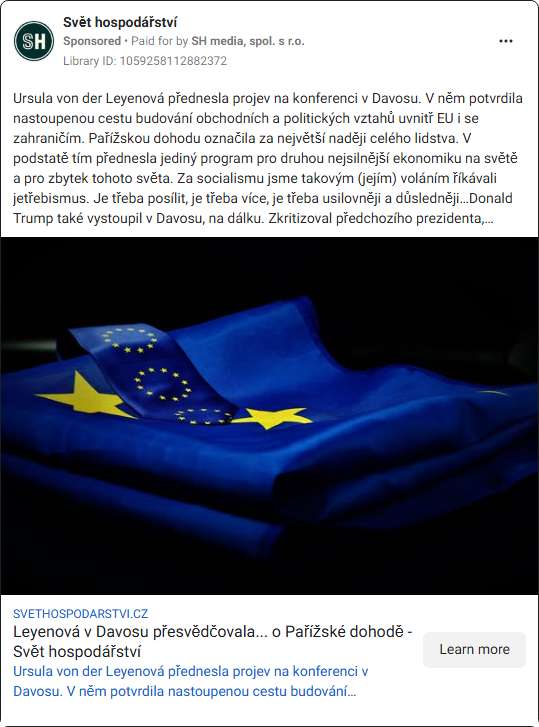 SH
Svět hospodářství
Sponsored • Paid for by SH media, spol. s r.o.
Library ID: 1059258112882372
Ursula von der Leyenová přednesla projev na konferenci v Davosu. V něm potvrdila
nastoupenou cestu budování obchodních a politických vztahů uvnitř EU i se
zahraničím. Pařížskou dohodu označila za největší naději celého lidstva. V
podstatě tím přednesla jediný program pro druhou nejsilnější ekonomiku na světě
a pro zbytek tohoto světa. Za socialismu jsme takovým (jejím) voláním říkávali
jetřebismus. Je třeba posílit, je třeba více, je třeba usilovněji a důsledněji...Donald
Trump také vystoupil v Davosu, na dálku. Zkritizoval předchozího prezidenta,...
SVETHOSPODARSTVI.CZ
Leyenová v Davosu přesvědčovala... o Pařížské dohodě -
Svět hospodářství
Learn more
Ursula von der Leyenová přednesla projev na konferenci v
Davosu. V něm potvrdila nastoupenou cestu budování...